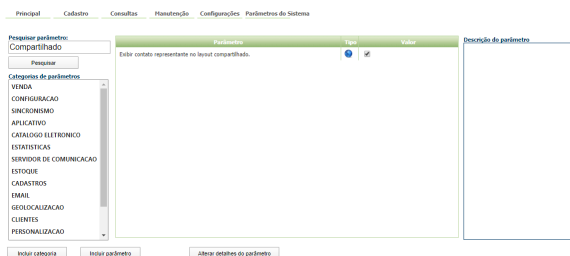 Principal Cadastro Consultas Manutenção Configurações Parâmetros do Sistema
Pesquisar parâmetro:
Compartilhado
Pesquisar
Categorias de parâmetros
VENDA
CONFIGURACAO
SINCRONISMO
APLICATIVO
CATALOGO ELETRONICO
ESTATISTICAS
SERVIDOR DE COMUNICACAO
ESTOQUE
CADASTROS
EMAIL
GEOLOCALIZACAO
CLIENTES
PERSONALIZACAO
Parâmetro Tipo Valor
Exibir contato representante no layout compartilhado.
Descrição do parâmetro
Incluir categoria Incluir parâmetro Alterar detalhes do parâmetro